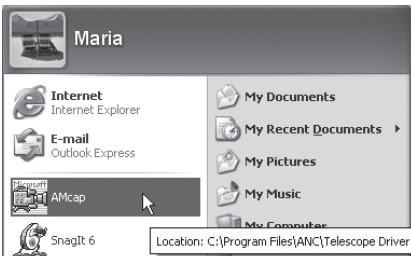 Maria
Internet
Internet Explorer
E-mail
Outlook Express
Microsoft
AMcap
SnagIt 6
My Documents
My Recent Documents
My Pictures
My Music
My Computer
Location: C:\Program Files\ANC\Telescope Driver